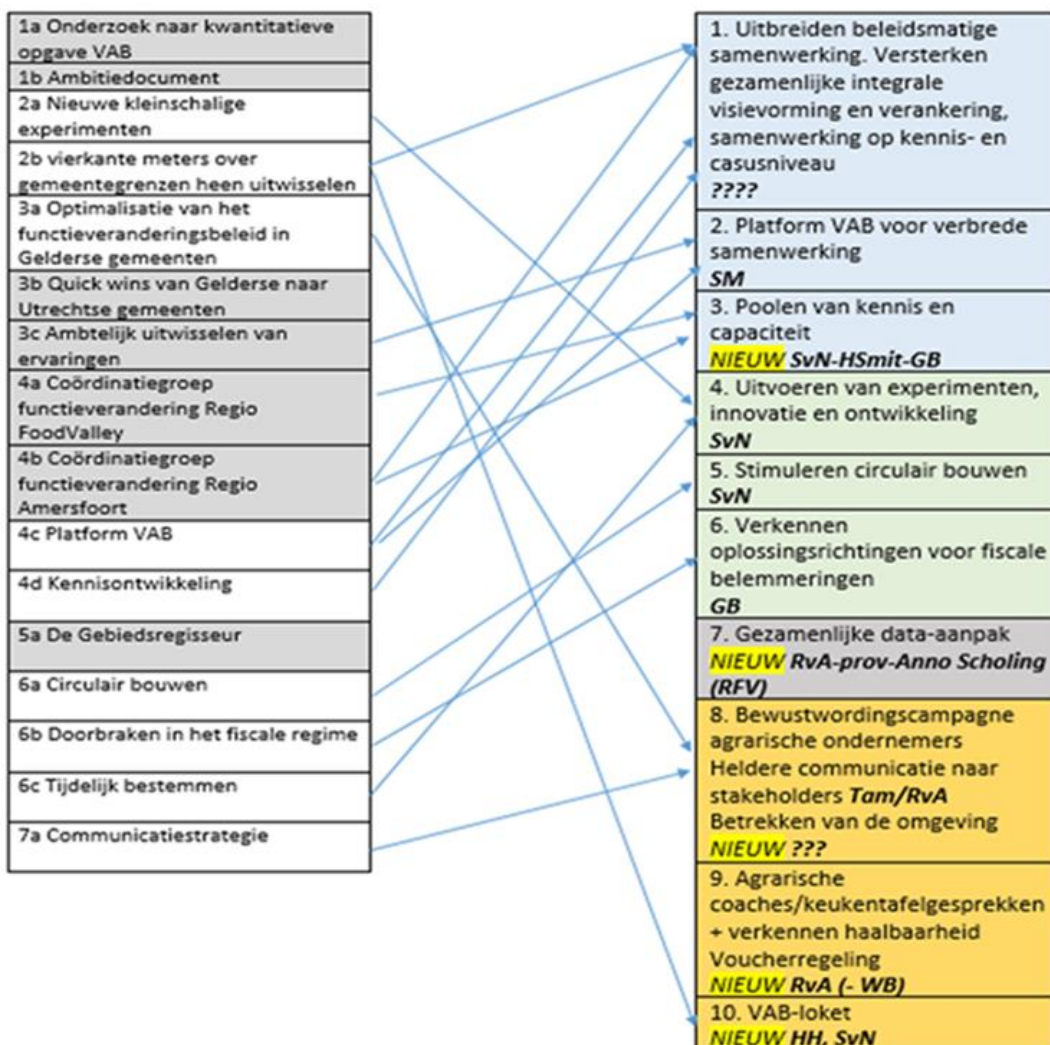 1a Onderzoek naar kwantitatieve
opgave VAB
1b Ambitiedocument
2a Nieuwe kleinschalige
experimenten
2b vierkante meters over
gemeentegrenzen heen uitwisselen
3a Optimalisatie van het
functieveranderingsbeleid in
Gelderse gemeenten
3b Quick wins van Gelderse naar
Utrechtse gemeenten
3c Ambtelijk uitwisselen van
ervaringen
4a Coördinatiegroep
functieverandering Regio
FoodValley
4b Coördinatiegroep
functieverandering Regio
Amersfoort
4c Platform VAB
4d Kennisontwikkeling
5a De Gebiedsregisseur
6a Circulair bouwen
6b Doorbraken in het fiscale regime
6c Tijdelijk bestemmen
7a Communicatiestrategie
1. Uitbreiden beleidsmatige
samenwerking. Versterken
gezamenlijke integrale
visievorming en verankering,
samenwerking op kennis- en
casusniveau
????
2. Platform VAB voor verbrede
samenwerking
SM
3. Poolen van kennis en
capaciteit
NIEUW SvN-HSmit-GB
4. Uitvoeren van experimenten,
innovatie en ontwikkeling
SvN
5. Stimuleren circulair bouwen
SvN
6. Verkennen
oplossingsrichtingen voor fiscale
belemmeringen
GB
7. Gezamenlijke data-aanpak
NIEUW RvA-prov-Anno Scholing
(RFV)
8. Bewustwordingscampagne
agrarische ondernemers
Heldere communicatie naar
stakeholders Tam/RvA
Betrekken van de omgeving
NIEUW ???
9. Agrarische
coaches/keukentafelgesprekken
+ verkennen haalbaarheid
Voucherregeling
NIEUW RvA (- WB)
10. VAB-loket
NIEUW HH, SvN